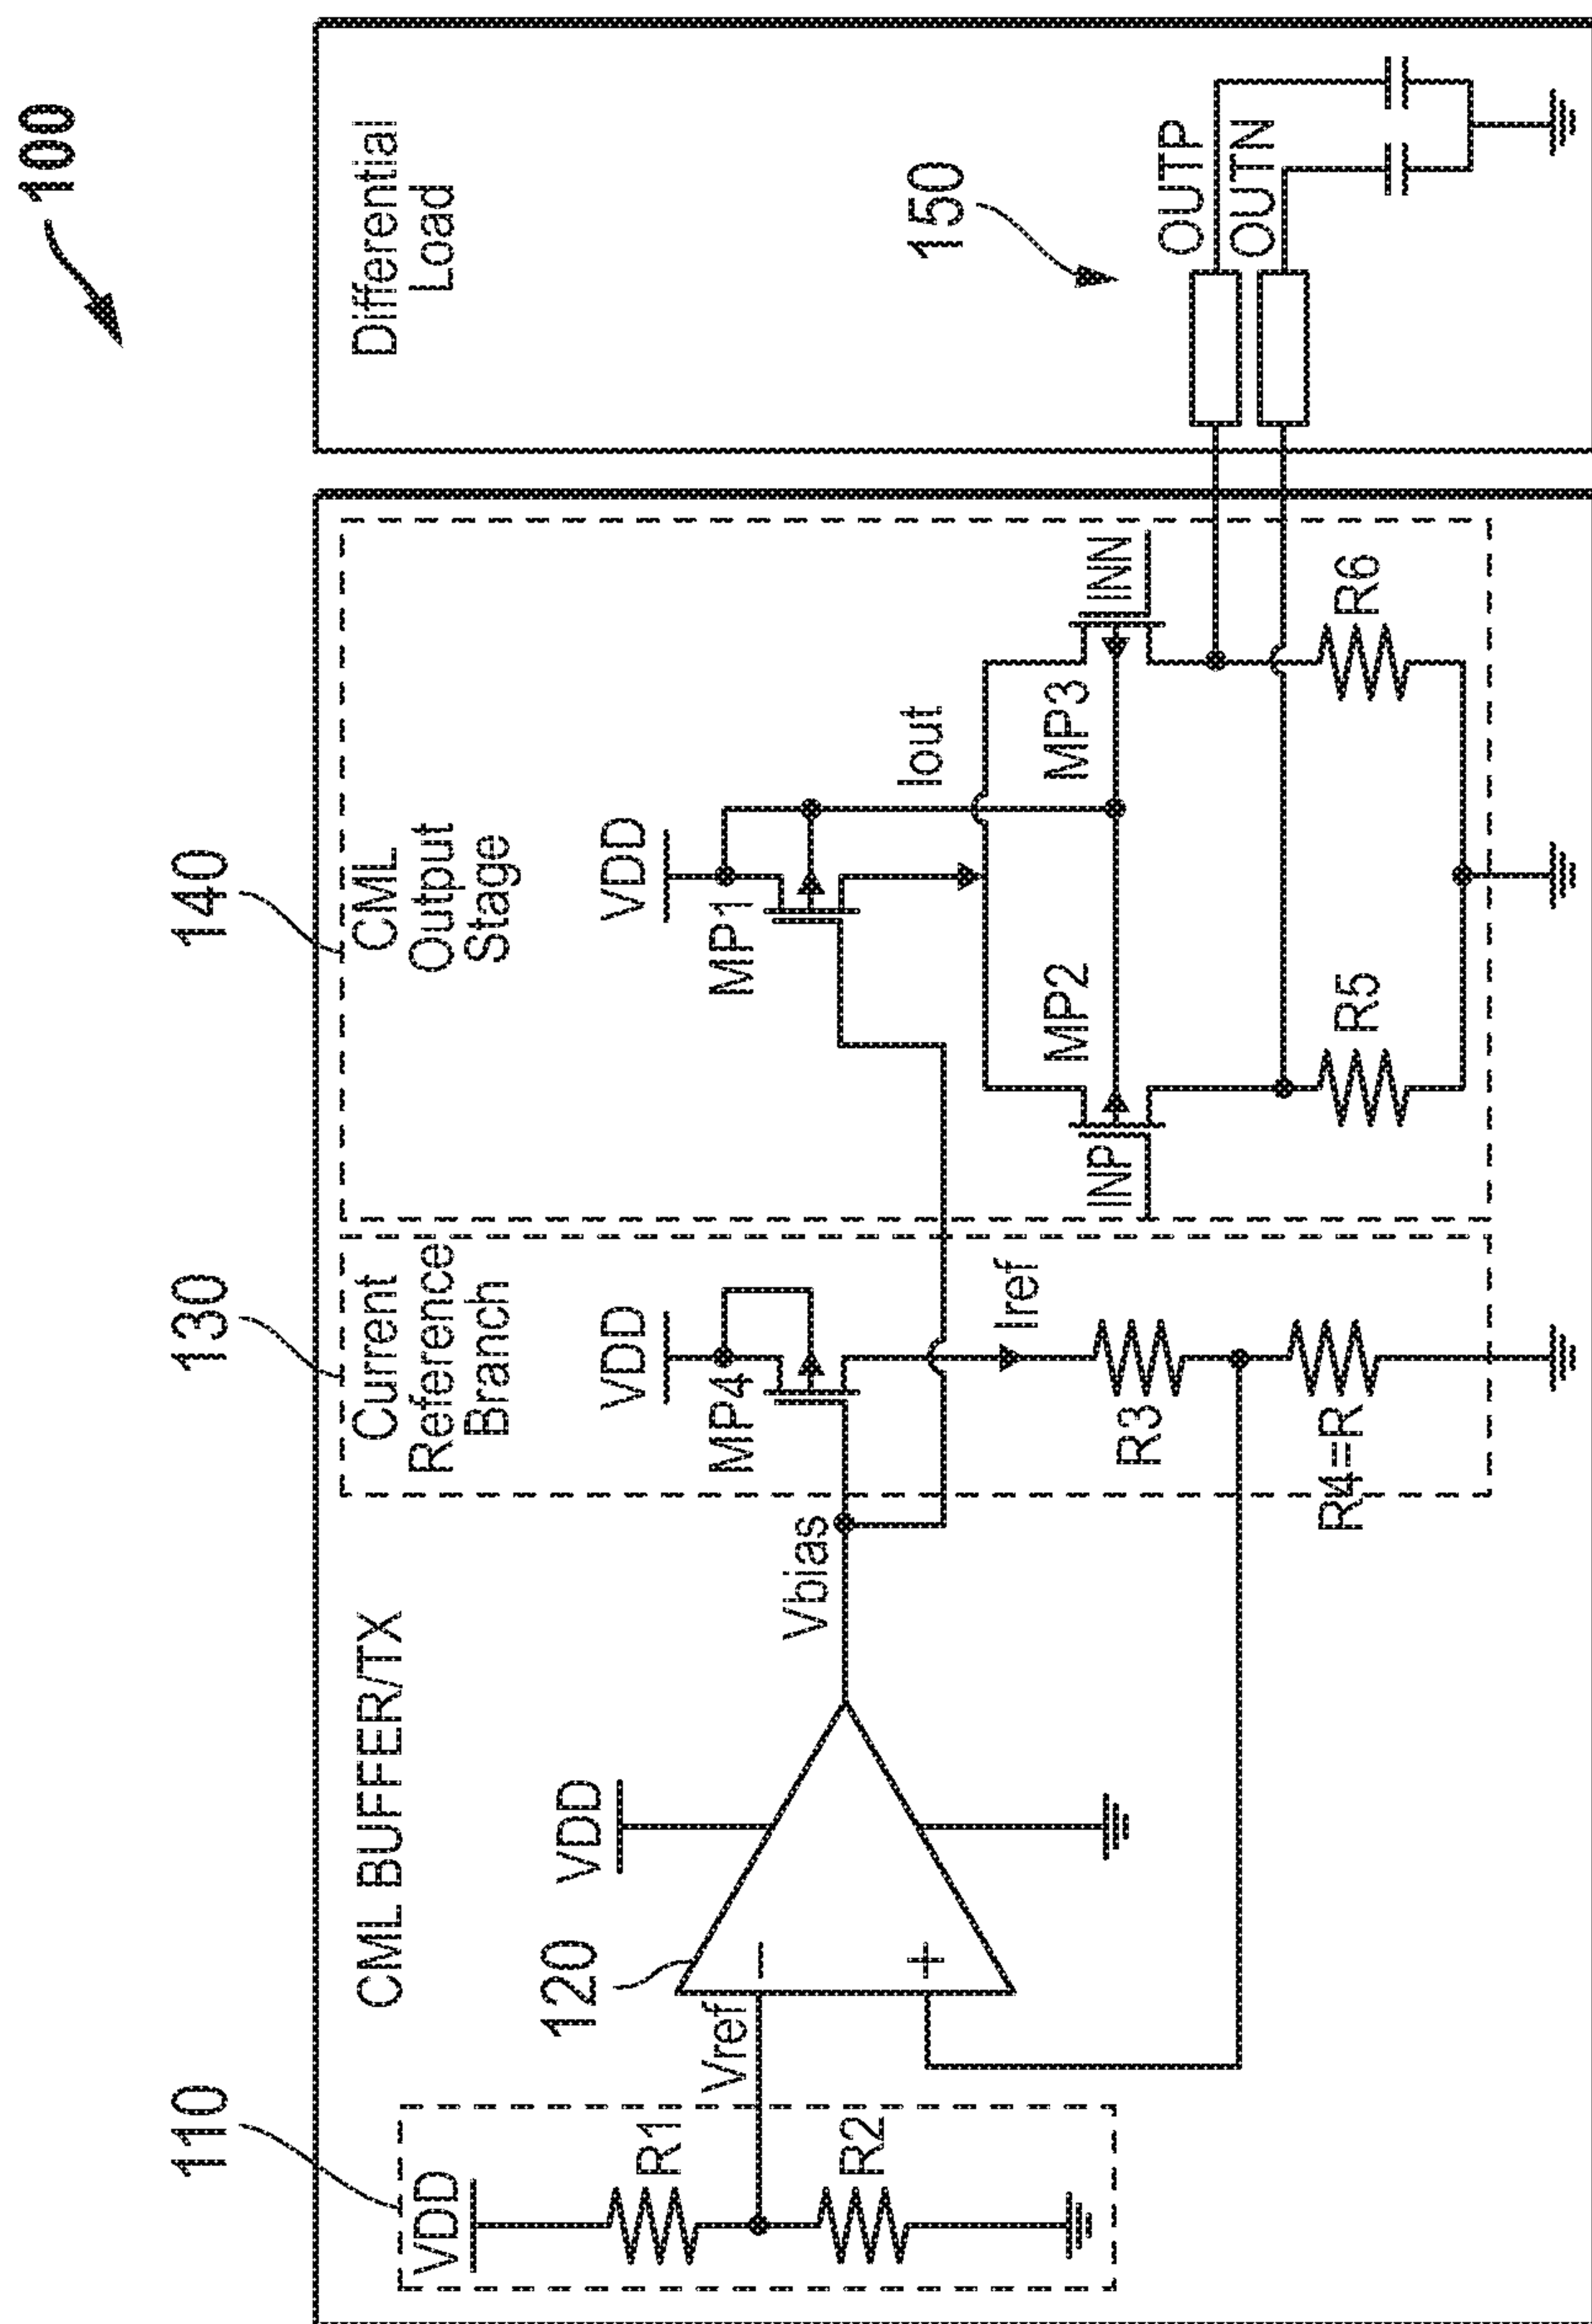 100
110
130
140
CML BUFFER/TX
VDD
R1
R2
Vref
120
VDD
−
+
Vbias
Current
Reference
Branch
VDD
MP4
Iref
R3
R4=R
CML
Output
Stage
VDD
MP1
Iout
MP2
MP3
INP
INN
R5
R6
Differential
Load
150
OUTP
OUTN